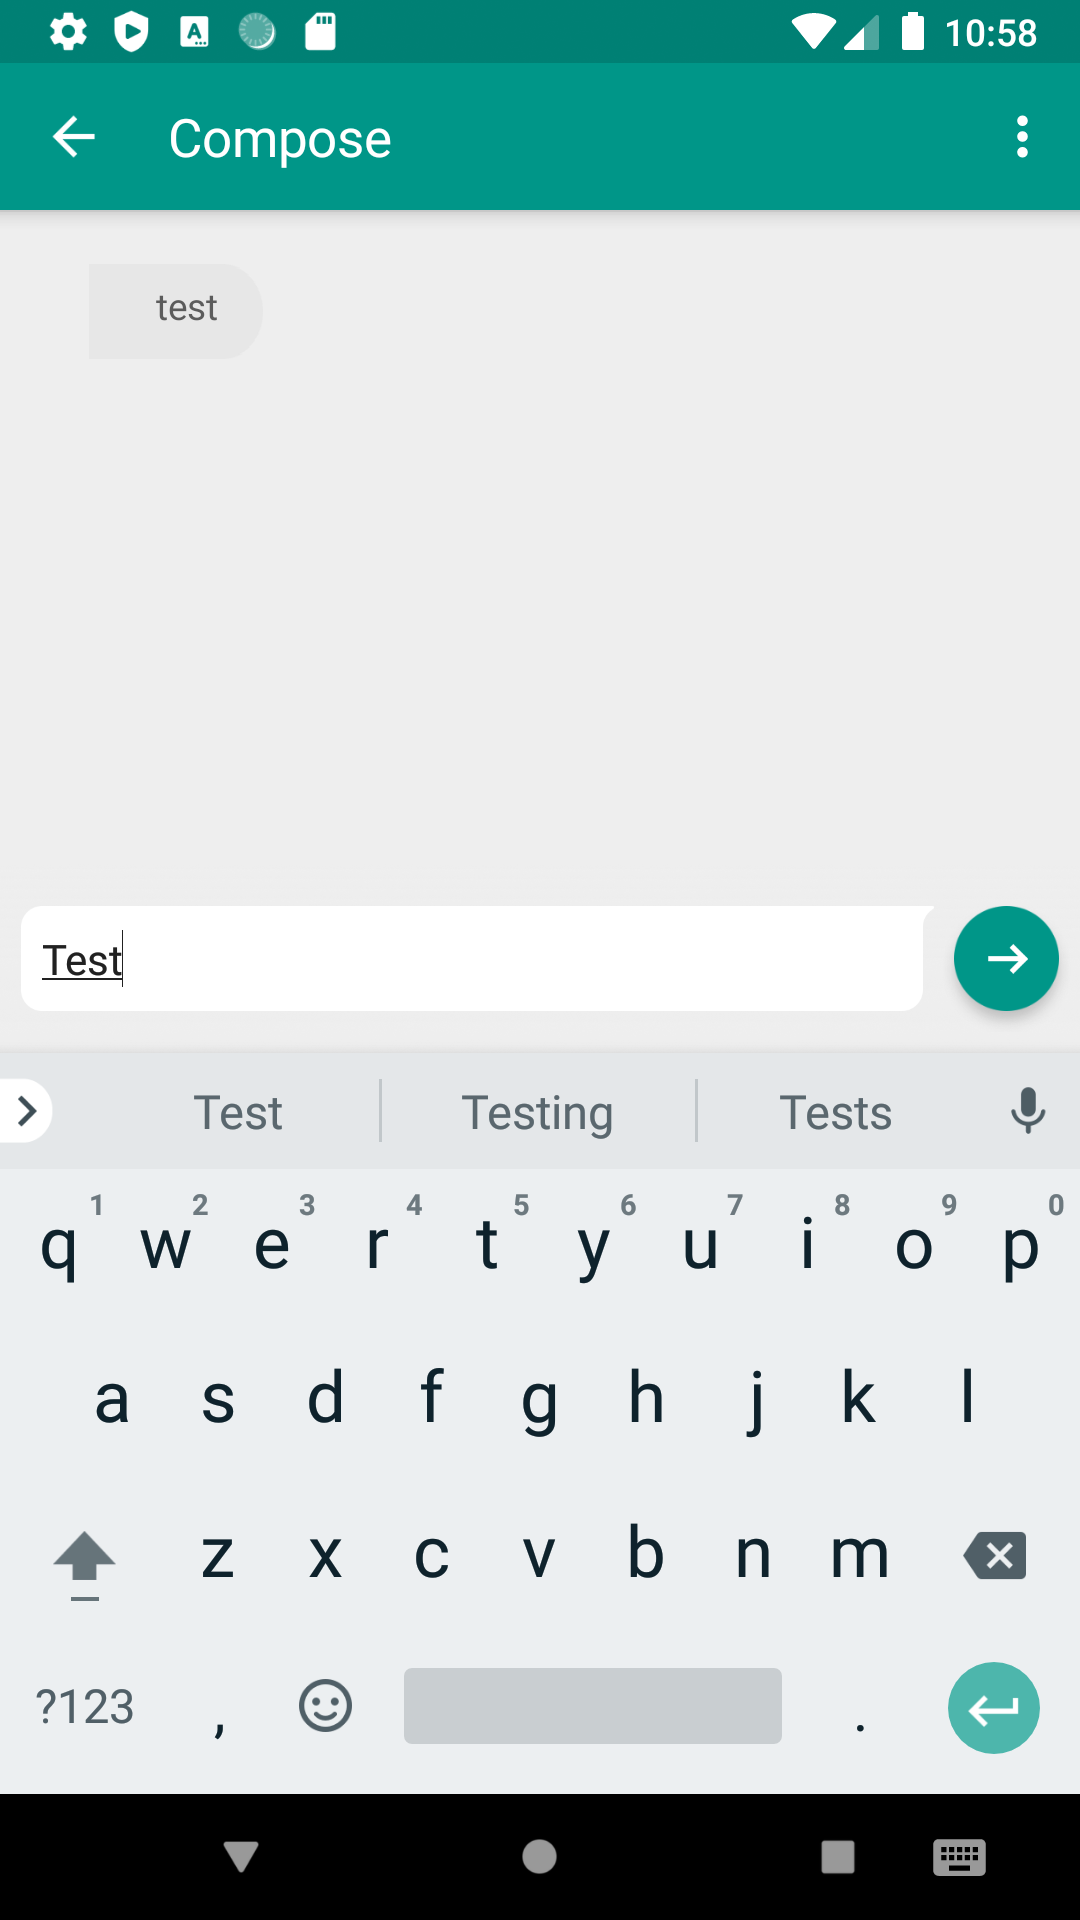 10:58
Compose
test
Test
Test Testing Tests
1 2 3 4 5 6 7 8 9 0
q w e r t y u i o p
a s d f g h j k l
z x c v b n m
?123 , .